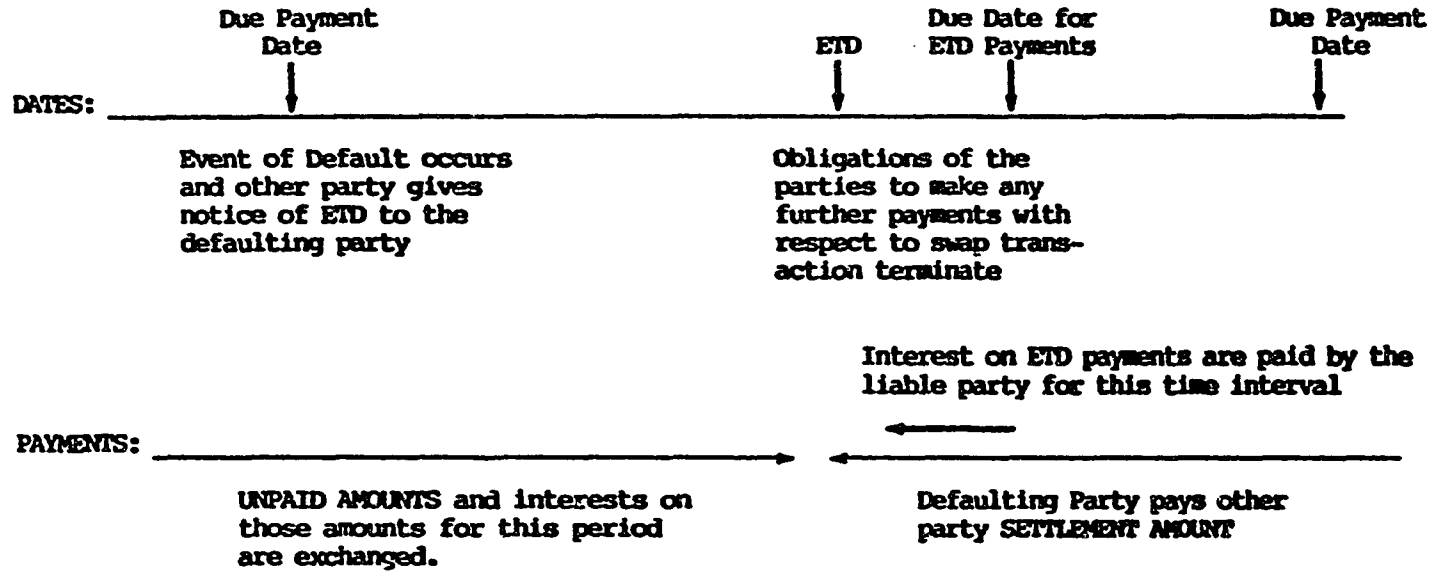 Due Payment
Date
ETD
Due Date for
ETD Payments
Due Payment
Date
DATES:
Event of Default occurs
and other party gives
notice of ETD to the
defaulting party
Obligations of the
parties to make any
further payments with
respect to swap trans-
action terminate
Interest on ETD payments are paid by the
liable party for this time interval
PAYMENTS:
UNPAID AMOUNTS and interests on
those amounts for this period
are exchanged.
Defaulting Party pays other
party SETTLEMENT AMOUNT